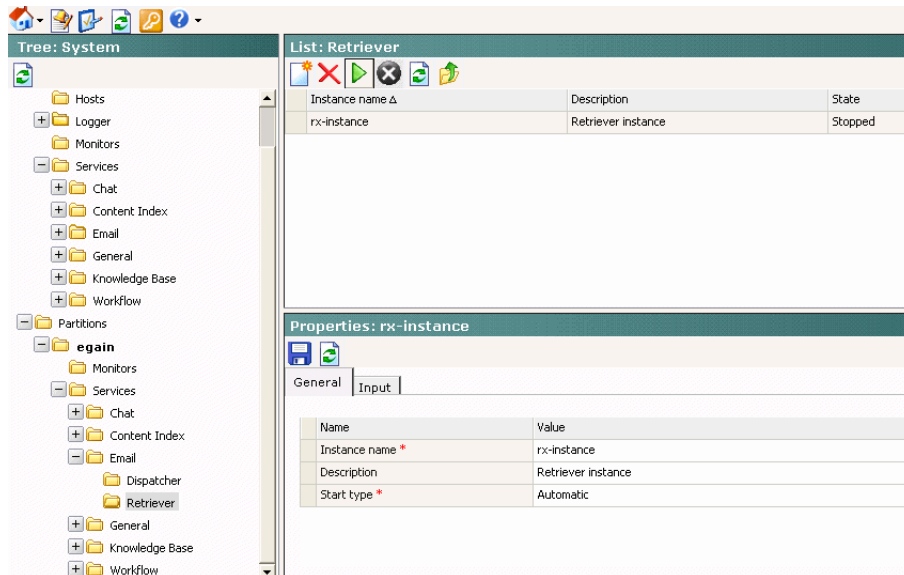 Tree: System
Hosts
Logger
Monitors
Services
Chat
Content Index
Email
General
Knowledge Base
Workflow
Partitions
egain
Monitors
Services
Chat
Content Index
Email
Dispatcher
Retriever
General
Knowledge Base
Workflow
List: Retriever
Instance name Description State
rx-instance Retriever instance Stopped
Properties: rx-instance
General Input
Name Value
Instance name * rx-instance
Description Retriever instance
Start type * Automatic